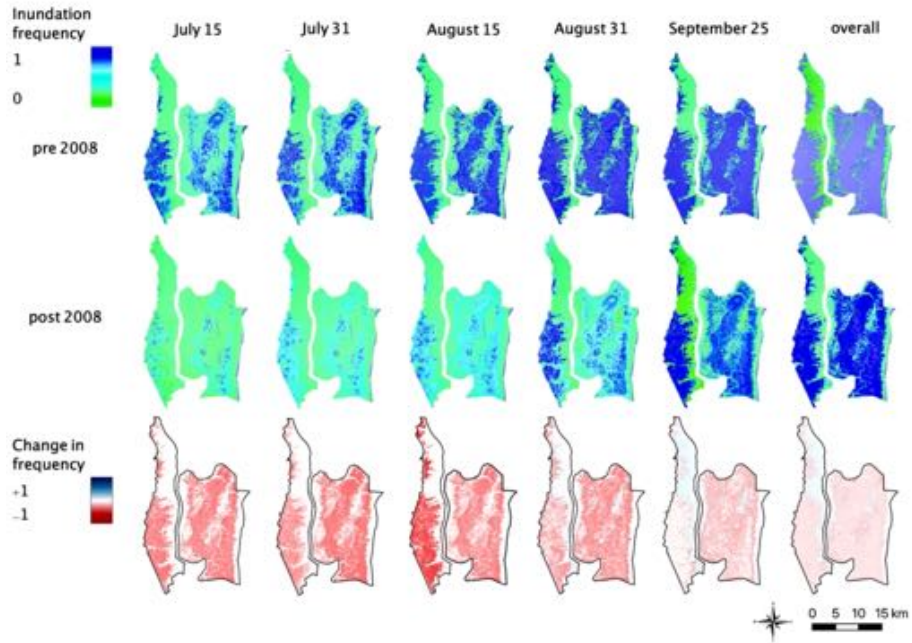 Inundation
frequency
1
0
July 15
July 31
August 15
August 31
September 25
overall
pre 2008
post 2008
Change in
frequency
+1
−1
0 5 10 15 km